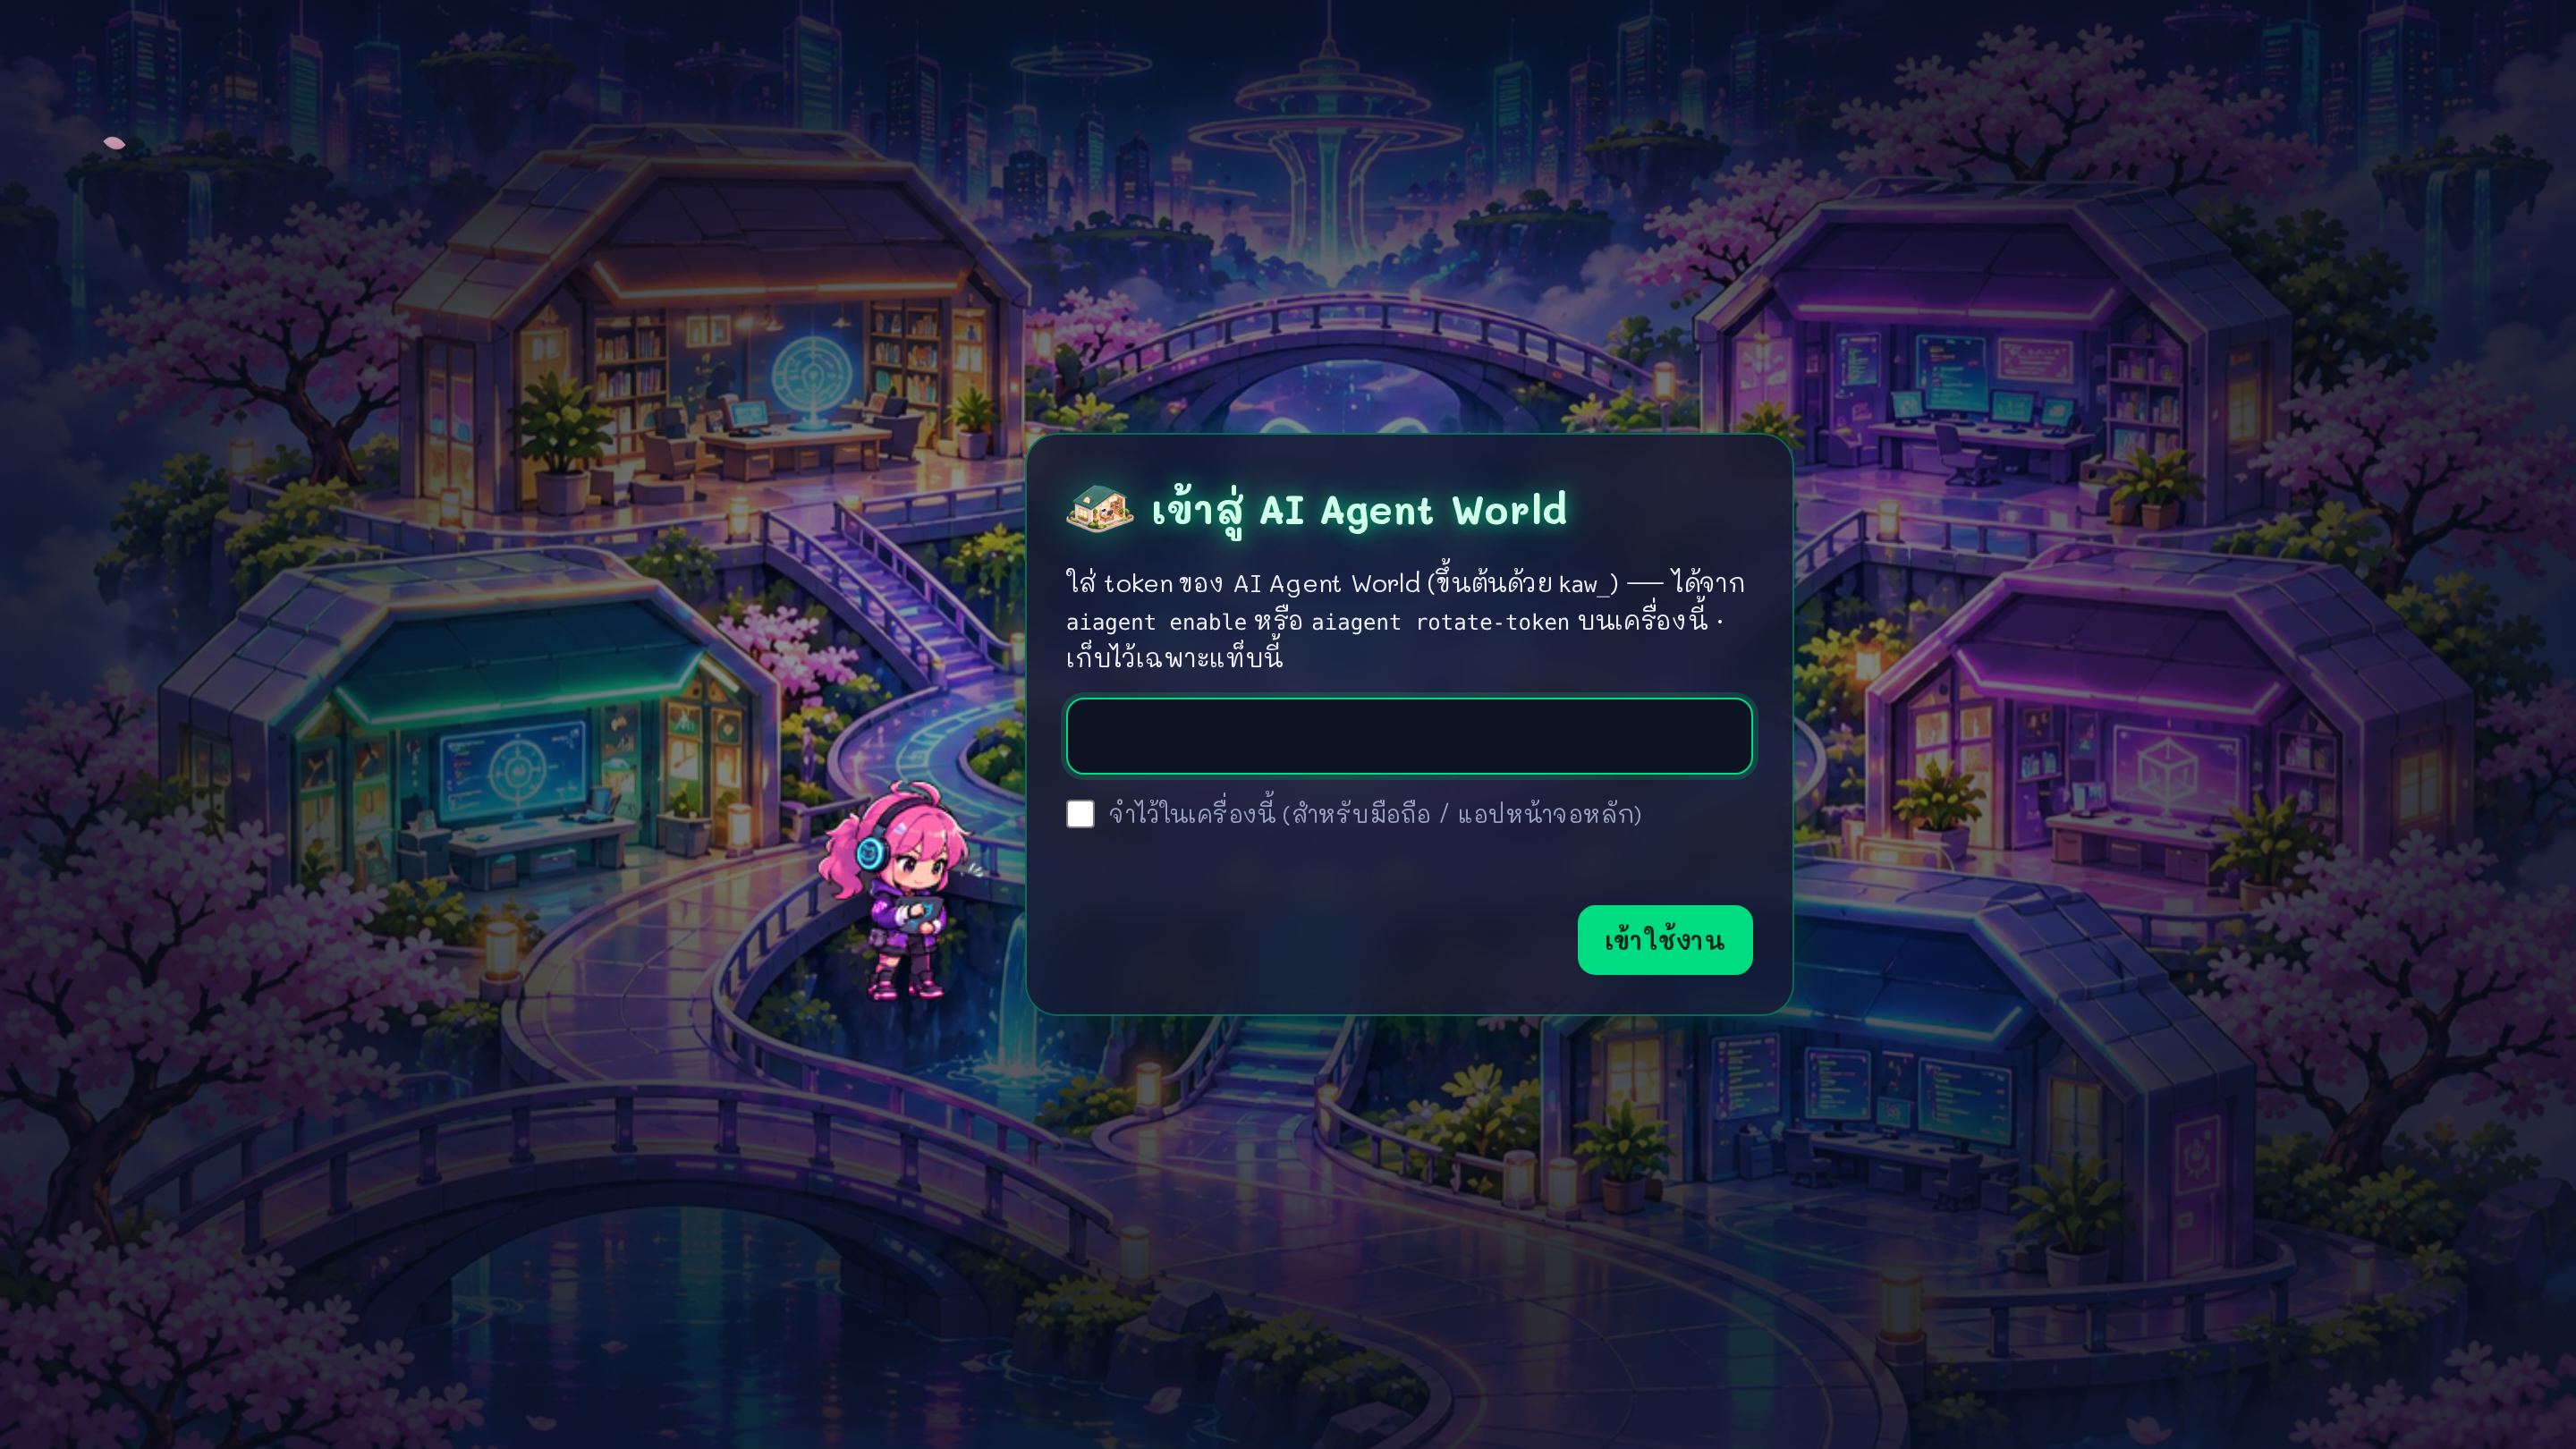 เข้าสู่ AI Agent World
ใส่ token ของ AI Agent World (ขึ้นต้นด้วย kaw_) — ได้จาก
aiagent enable หรือ aiagent rotate-token บนเครื่องนี้ ·
เก็บไว้เฉพาะแท็บนี้
จำไว้ในเครื่องนี้ (สำหรับมือถือ / แอปหน้าจอหลัก)
เข้าใช้งาน